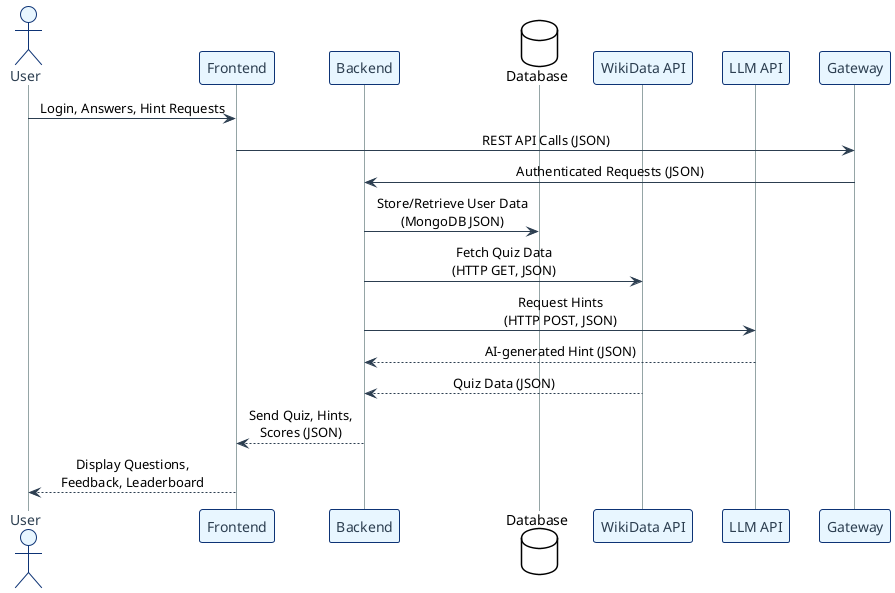 User
Frontend
Backend
Database
WikiData API
LLM API
Gateway
Login, Answers, Hint Requests
REST API Calls (JSON)
Authenticated Requests (JSON)
Store/Retrieve User Data
(MongoDB JSON)
Fetch Quiz Data
(HTTP GET, JSON)
Request Hints
(HTTP POST, JSON)
AI-generated Hint (JSON)
Quiz Data (JSON)
Send Quiz, Hints,
Scores (JSON)
Display Questions,
Feedback, Leaderboard
User
Frontend
Backend
Database
WikiData API
LLM API
Gateway